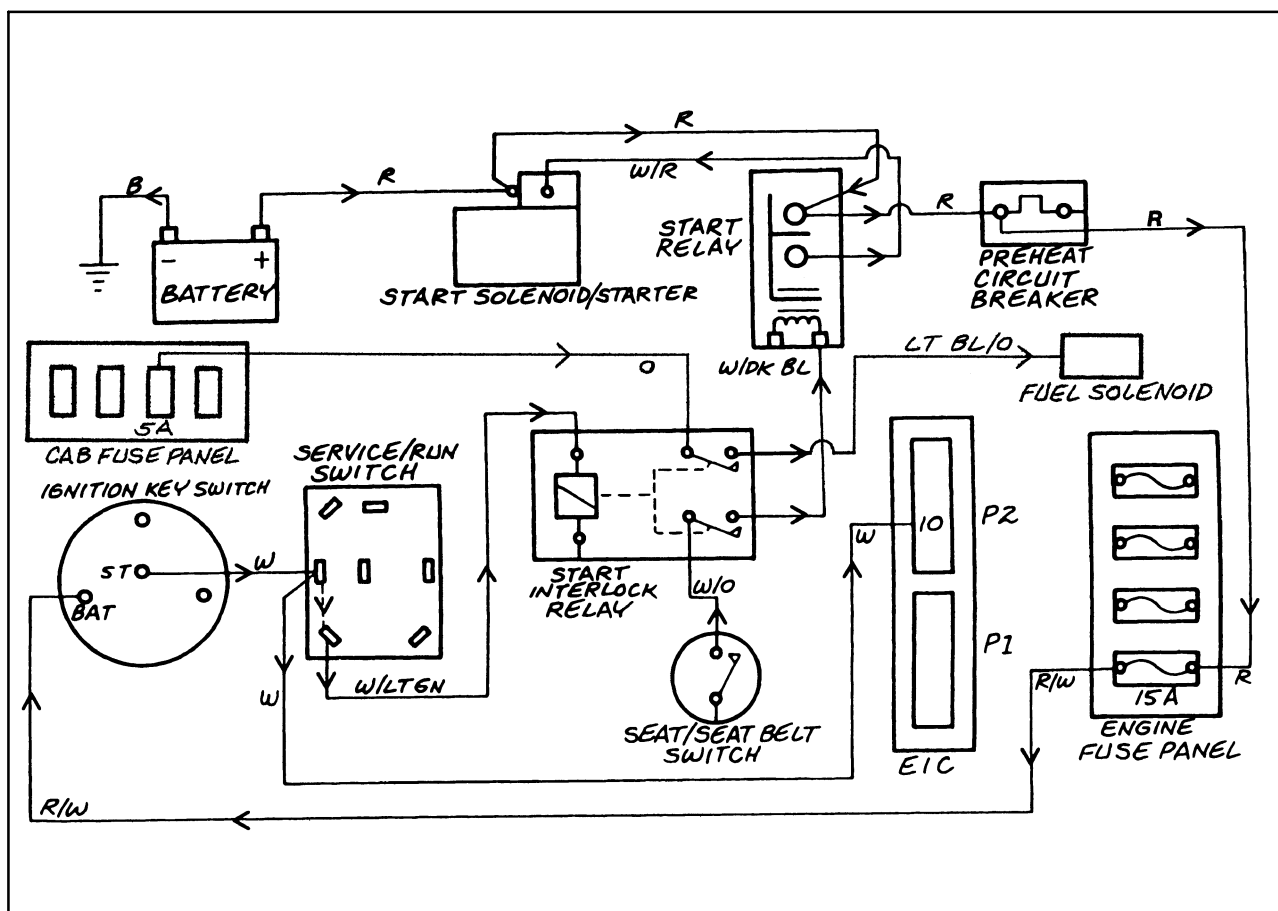 R
B
R
W/R
START
RELAY
R
R
- +
BATTERY
START SOLENOID/STARTER
PREHEAT
CIRCUIT
BREAKER
W/DK BL
LT BL/O
O
FUEL SOLENOID
5A
CAB FUSE PANEL
IGNITION KEY SWITCH
SERVICE/RUN
SWITCH
ST
BAT
W
W
W/LTGN
START
INTERLOCK
RELAY
W/O
W
10
P2
P1
SEAT/SEAT BELT
SWITCH
EIC
R/W
15A
R
ENGINE
FUSE PANEL
R/W